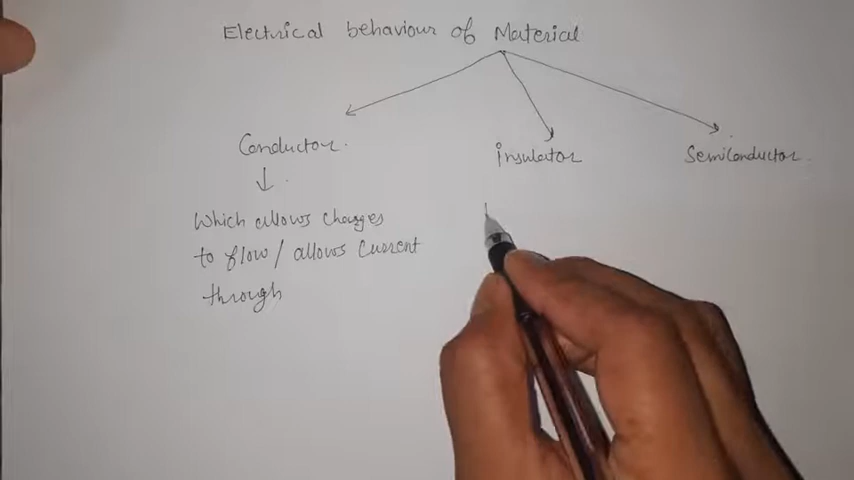 Electrical behaviour of Material
Conductor
insulator
Semiconductor
Which allows charges
to flow / allows Current
through